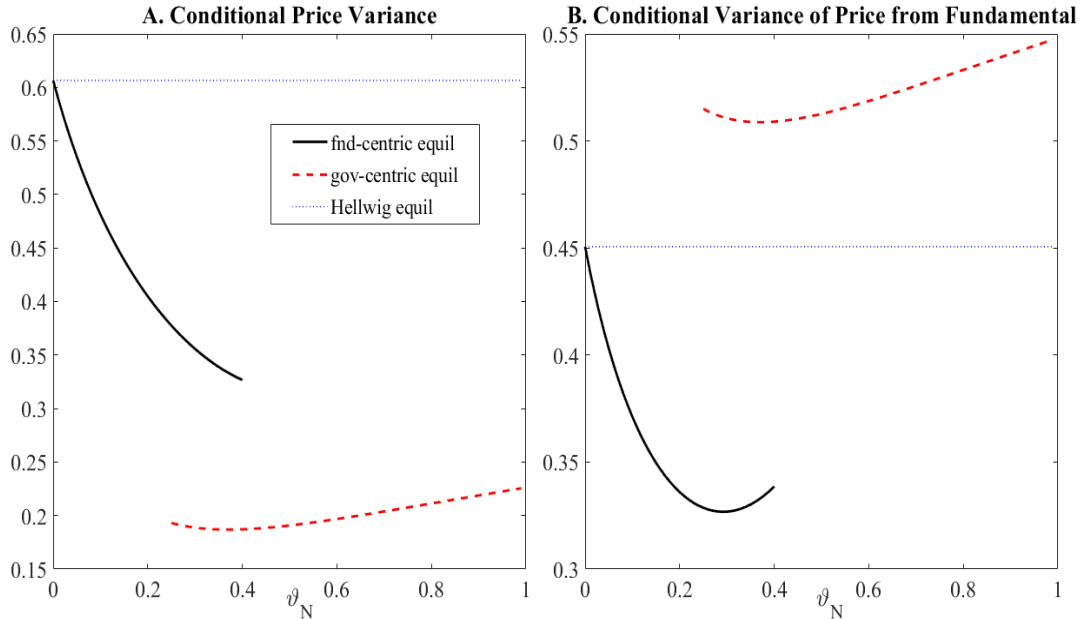 A. Conditional Price Variance
0.65
0.6
0.55
0.5
0.45
0.4
0.35
0.3
0.25
0.2
0.15
fnd-centric equil
gov-centric equil
Hellwig equil
0 0.2 0.4 0.6 0.8 1
ϑ_N
B. Conditional Variance of Price from Fundamental
0.55
0.5
0.45
0.4
0.35
0.3
0 0.2 0.4 0.6 0.8 1
ϑ_N